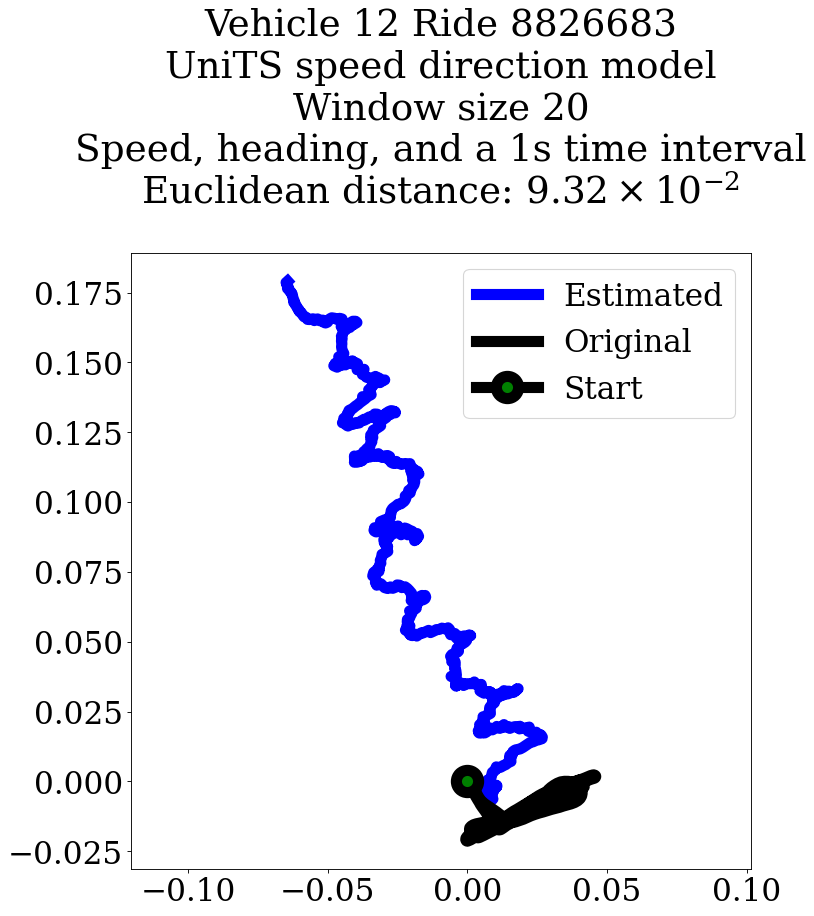 Vehicle 12 Ride 8826683
UniTS speed direction model
Window size 20
Speed, heading, and a 1s time interval
Euclidean distance: 9.32 × 10⁻²
Estimated
Original
Start
0.175
0.150
0.125
0.100
0.075
0.050
0.025
0.000
−0.025
−0.10
−0.05
0.00
0.05
0.10